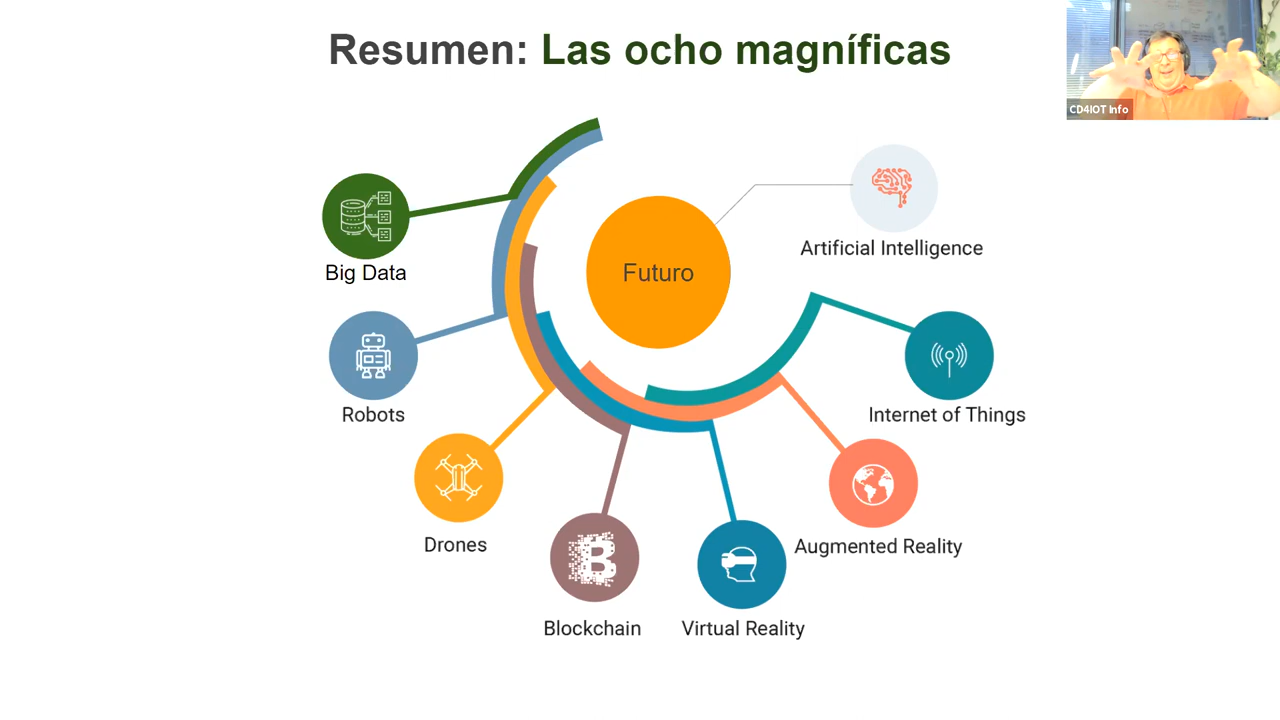 Resumen: Las ocho magníficas
CD4IOT Info
Big Data
Futuro
Artificial Intelligence
Robots
Internet of Things
Drones
Augmented Reality
Blockchain
Virtual Reality